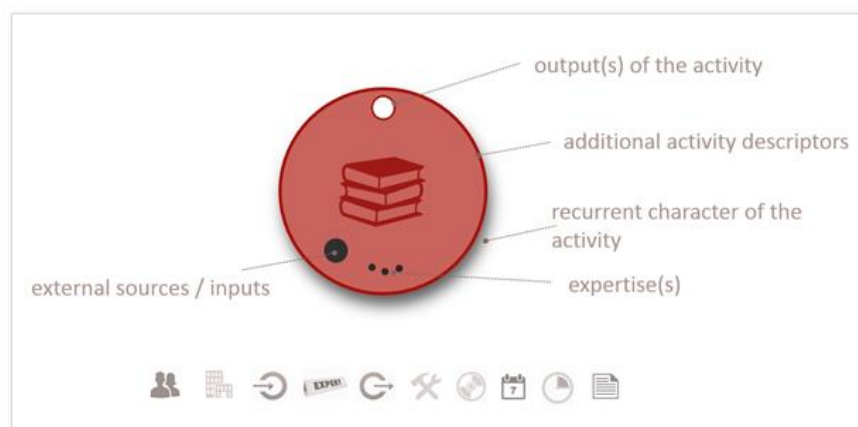 output(s) of the activity
additional activity descriptors
recurrent character of the
activity
external sources / inputs
expertise(s)
EXPERT
7